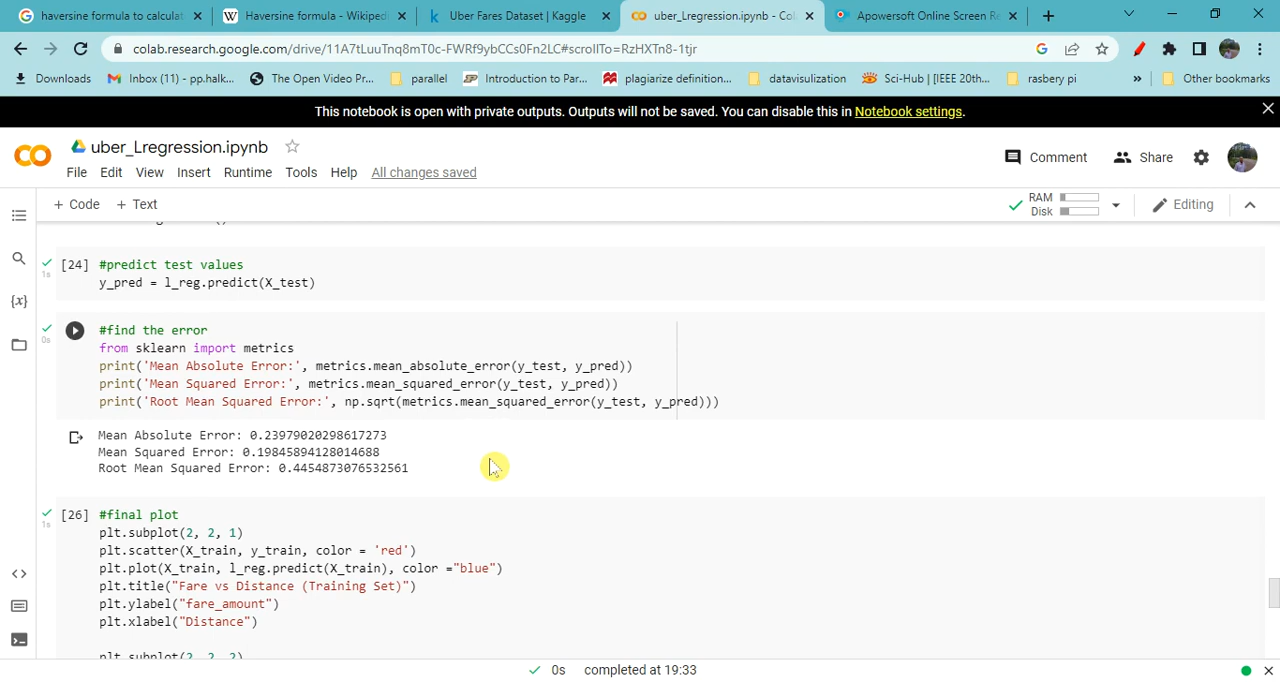 haversine formula to calculat
Haversine formula - Wikiped
Uber Fares Dataset | Kaggle
uber_Lregression.ipynb - Co
Apowersoft Online Screen Re
colab.research.google.com/drive/11A7tLuuTnq8mT0c-FWRf9ybCCs0Fn2LC#scrollTo=RzHXTn8-1tjr
Downloads
Inbox (11) - pp.halk...
The Open Video Pr...
parallel
Introduction to Par...
plagiarize definition...
datavisulization
Sci-Hub | [IEEE 20th...
rasbery pi
»
Other bookmarks
This notebook is open with private outputs. Outputs will not be saved. You can disable this in Notebook settings.
uber_Lregression.ipynb
Comment
Share
File Edit View Insert Runtime Tools Help All changes saved
+ Code + Text
RAM
Disk
Editing
[24] #predict test values
y_pred = l_reg.predict(X_test)
1s
{x}
#find the error
0s
from sklearn import metrics
print('Mean Absolute Error:', metrics.mean_absolute_error(y_test, y_pred))
print('Mean Squared Error:', metrics.mean_squared_error(y_test, y_pred))
print('Root Mean Squared Error:', np.sqrt(metrics.mean_squared_error(y_test, y_pred)))
Mean Absolute Error: 0.23979020298617273
Mean Squared Error: 0.19845894128014688
Root Mean Squared Error: 0.4454873076532561
[26] #final plot
1s
plt.subplot(2, 2, 1)
plt.scatter(X_train, y_train, color = 'red')
plt.plot(X_train, l_reg.predict(X_train), color ="blue")
plt.title("Fare vs Distance (Training Set)")
plt.ylabel("fare_amount")
plt.xlabel("Distance")
plt.subplot(2, 2, 2)
0s completed at 19:33